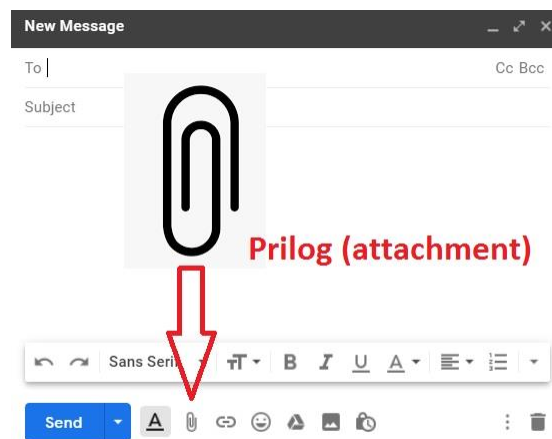 New Message
To Cc Bcc
Subject
Prilog (attachment)
Sans Serif
Send